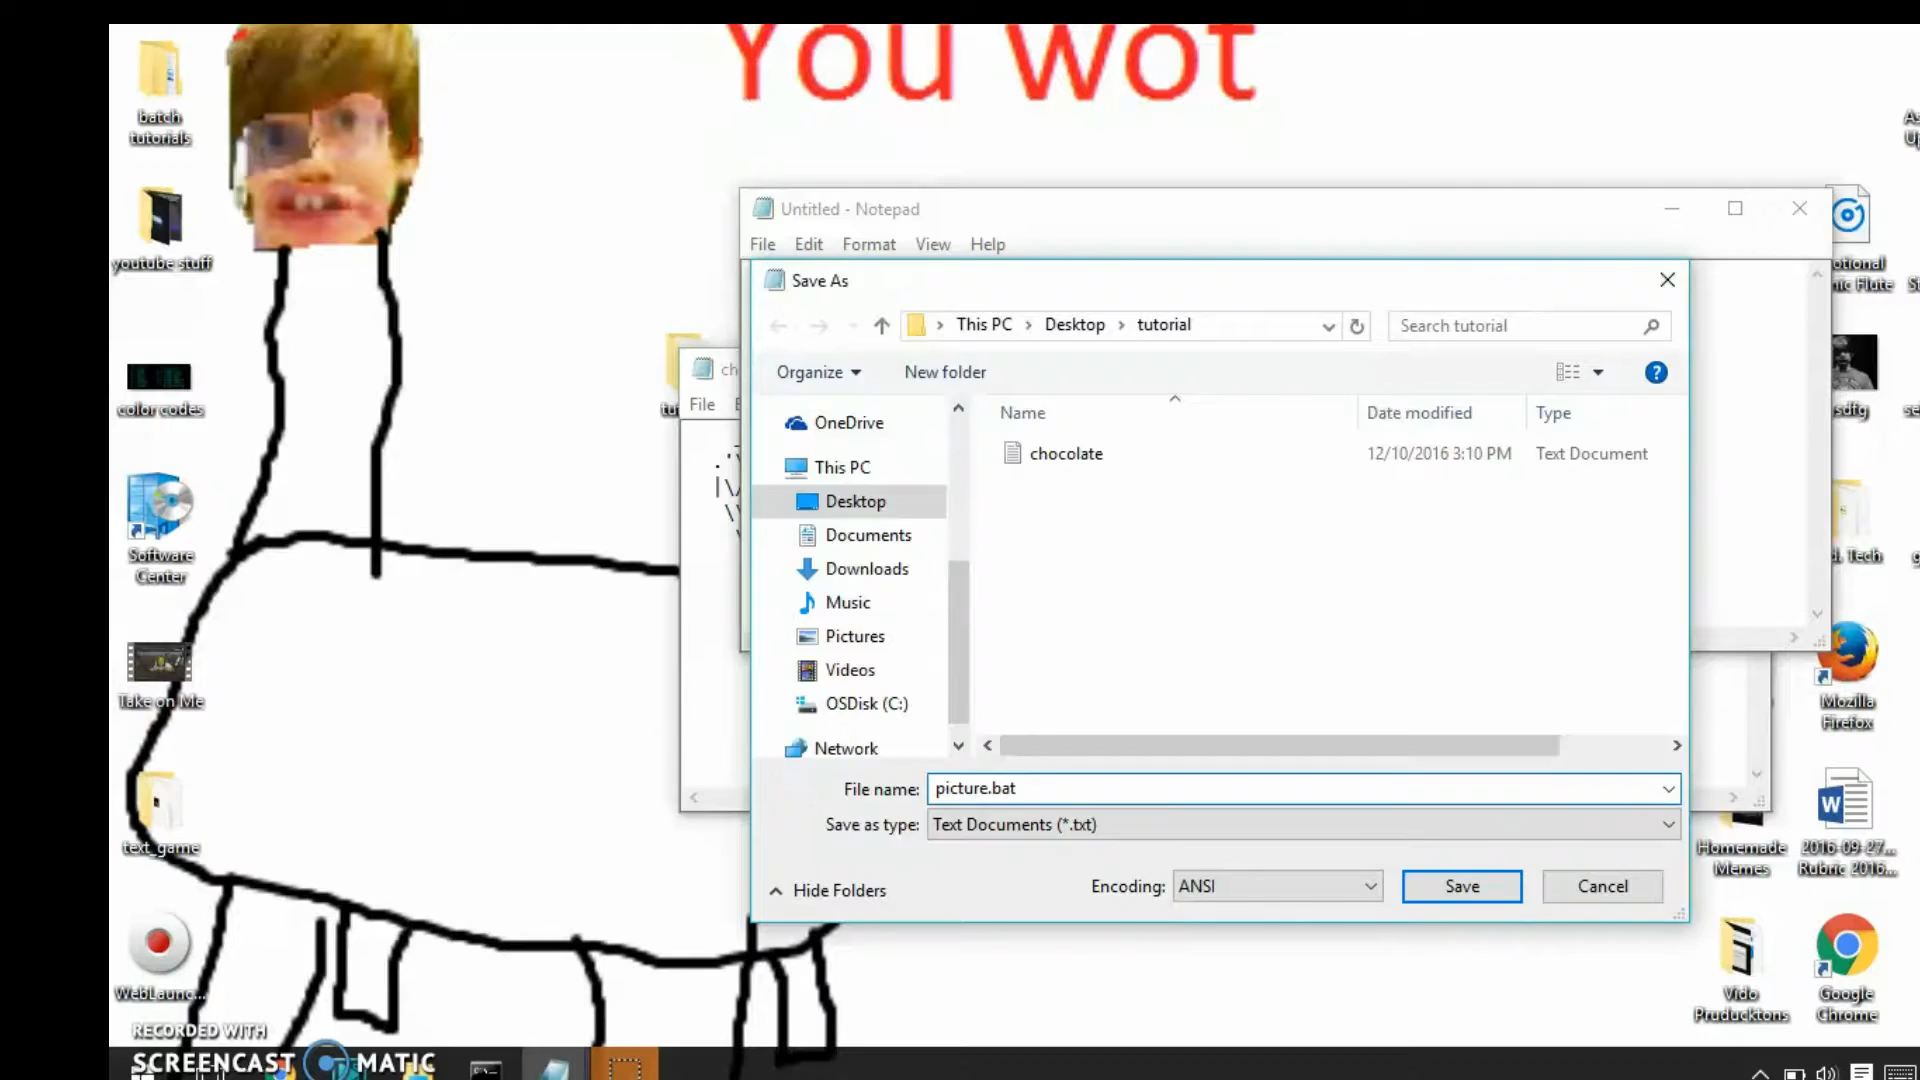 You wot
batch
tutorials
youtube stuff
color codes
Software
Center
Take on Me
text_game
WebLaunc...
RECORDED WITH
SCREENCAST MATIC
Untitled - Notepad
File Edit Format View Help
File
Save As
This PC › Desktop › tutorial
Search tutorial
Organize
New folder
OneDrive
This PC
Desktop
Documents
Downloads
Music
Pictures
Videos
OSDisk (C:)
Network
Name Date modified Type
chocolate 12/10/2016 3:10 PM Text Document
File name: picture.bat
Save as type: Text Documents (*.txt)
Hide Folders
Encoding: ANSI
Save
Cancel
sdfg
Tech
Mozilla
Firefox
Homemade
Memes
2016-09-27...
Rubric 2016...
Vido
Pruducktons
Google
Chrome